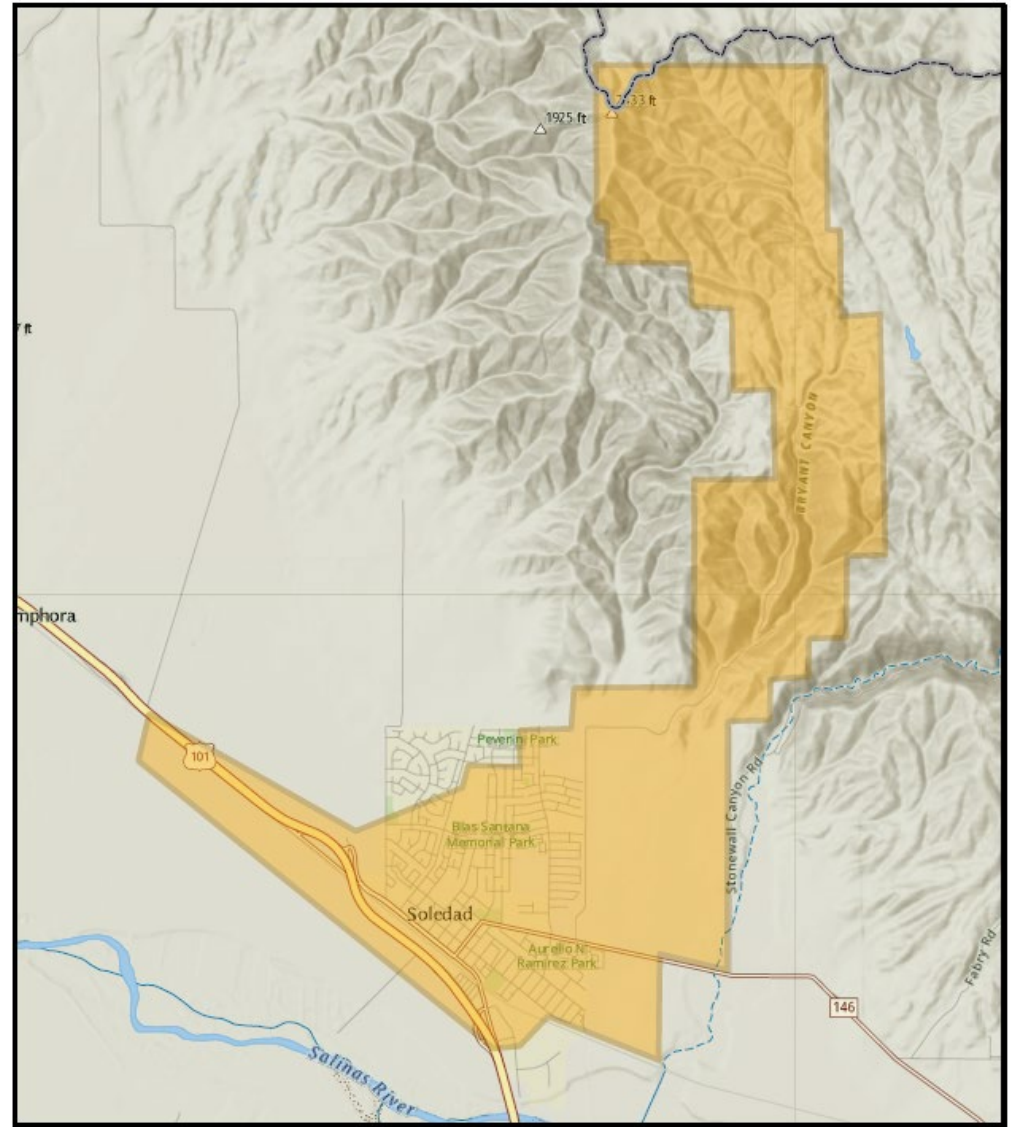 2133 ft
1925 ft
ft
BRYANT CANYON
mphora
Peverini Park
101
Blas Santana
Memorial Park
Stonewall Canyon Rd
Soledad
Aurelio N.
Ramirez Park
Fabry Rd
146
Salinas River